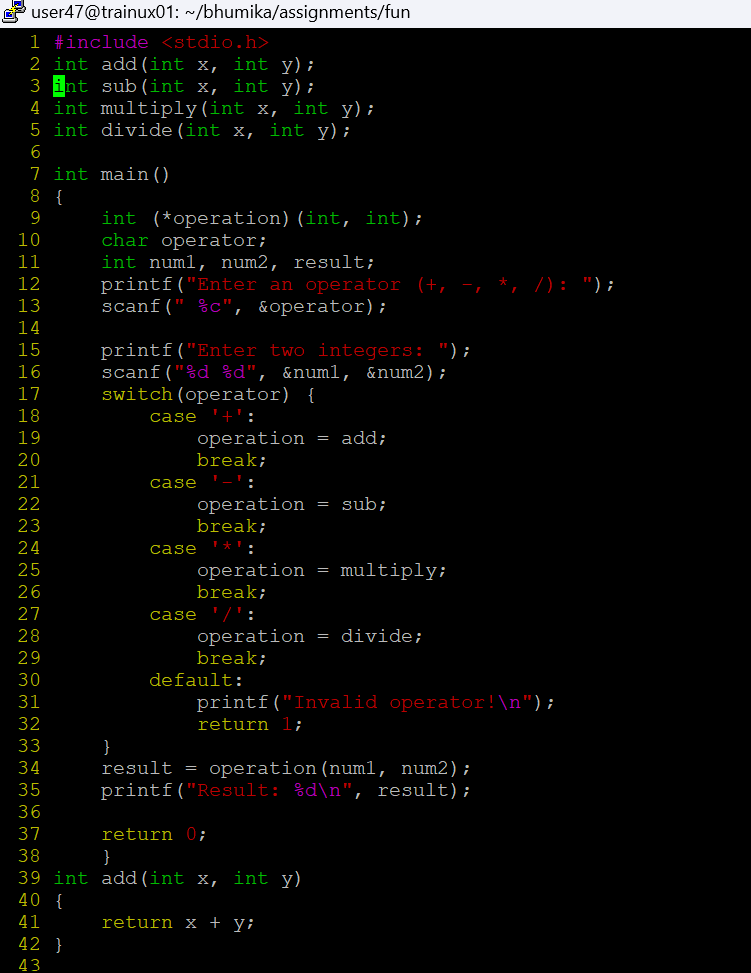 user47@trainux01: ~/bhumika/assignments/fun
1 #include <stdio.h>
2 int add(int x, int y);
3 int sub(int x, int y);
4 int multiply(int x, int y);
5 int divide(int x, int y);
6
7 int main()
8 {
9     int (*operation)(int, int);
10     char operator;
11     int num1, num2, result;
12     printf("Enter an operator (+, -, *, /): ");
13     scanf(" %c", &operator);
14
15     printf("Enter two integers: ");
16     scanf("%d %d", &num1, &num2);
17     switch(operator) {
18         case '+':
19             operation = add;
20             break;
21         case '-':
22             operation = sub;
23             break;
24         case '*':
25             operation = multiply;
26             break;
27         case '/':
28             operation = divide;
29             break;
30         default:
31             printf("Invalid operator!\n");
32             return 1;
33     }
34     result = operation(num1, num2);
35     printf("Result: %d\n", result);
36
37     return 0;
38     }
39 int add(int x, int y)
40 {
41     return x + y;
42 }
43